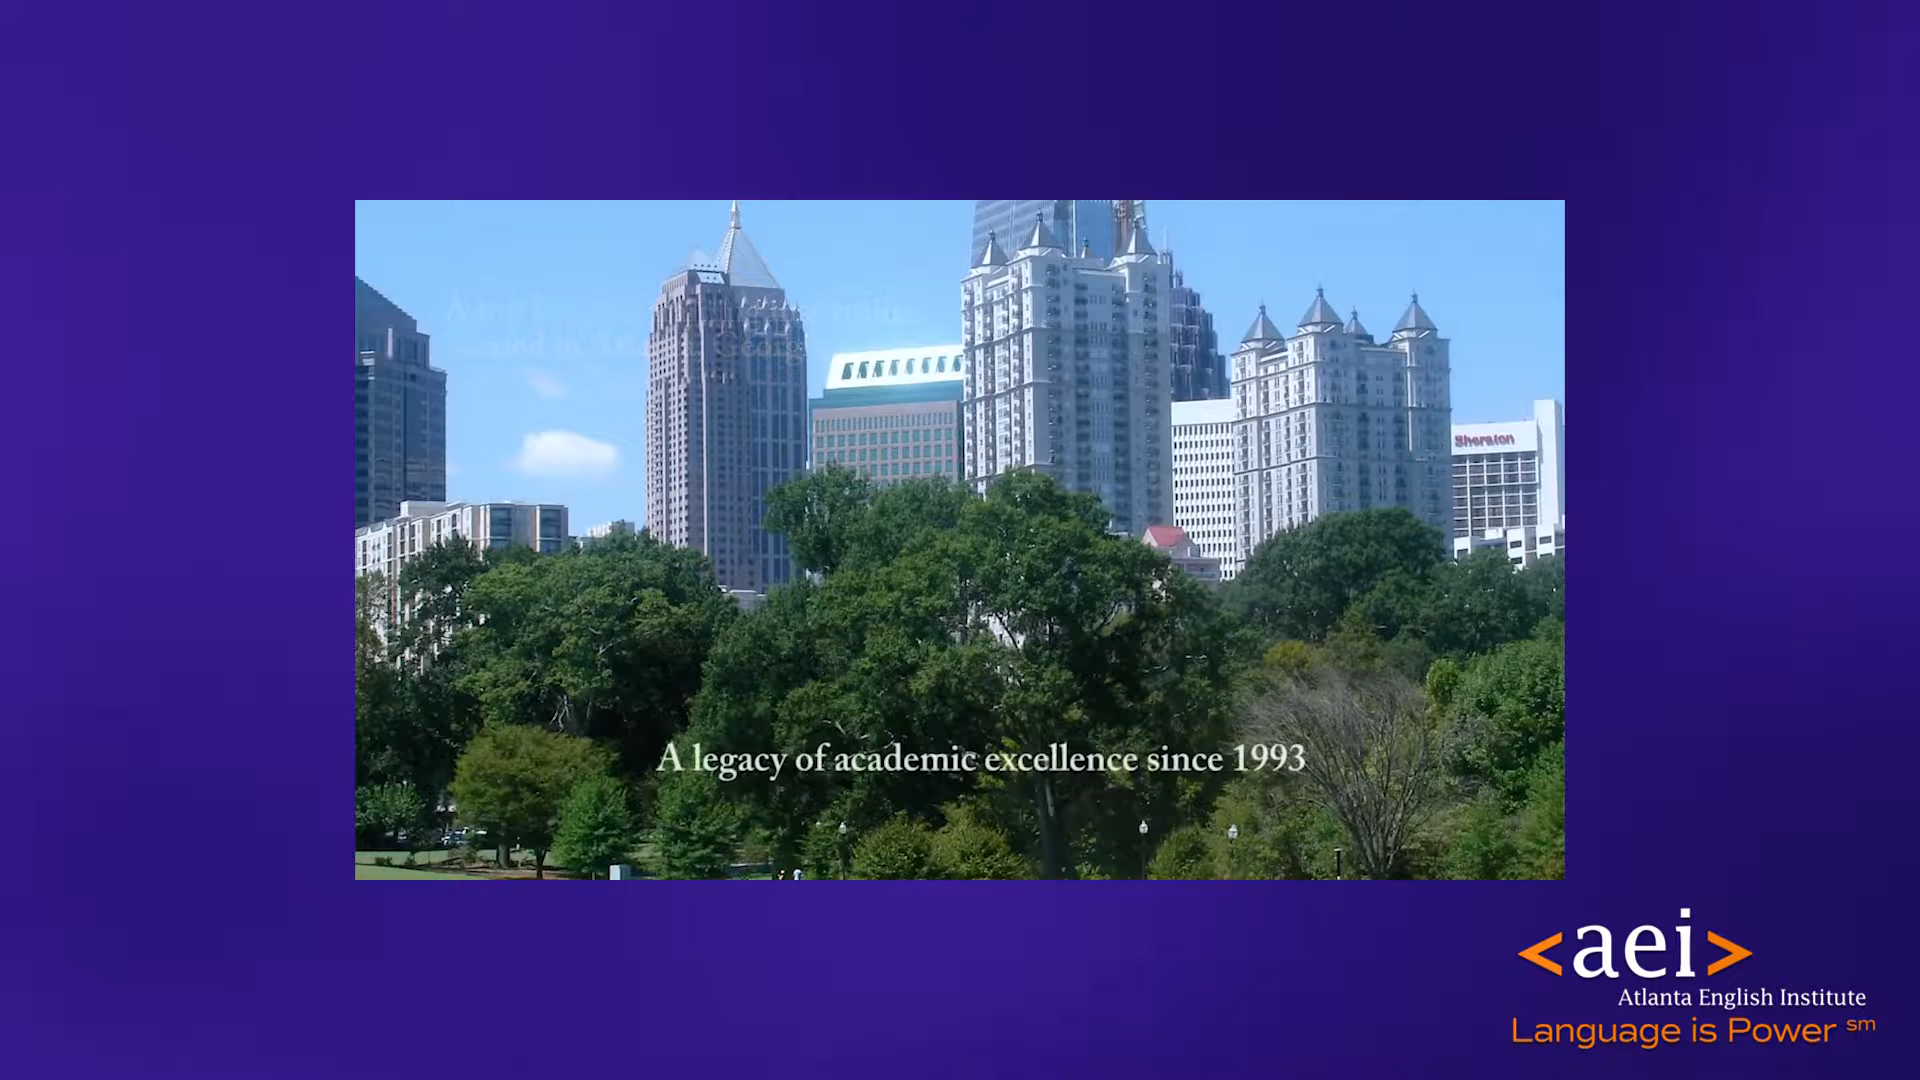 Sheraton
A legacy of academic excellence since 1993
<aei>
Atlanta English Institute
Language is Power sm